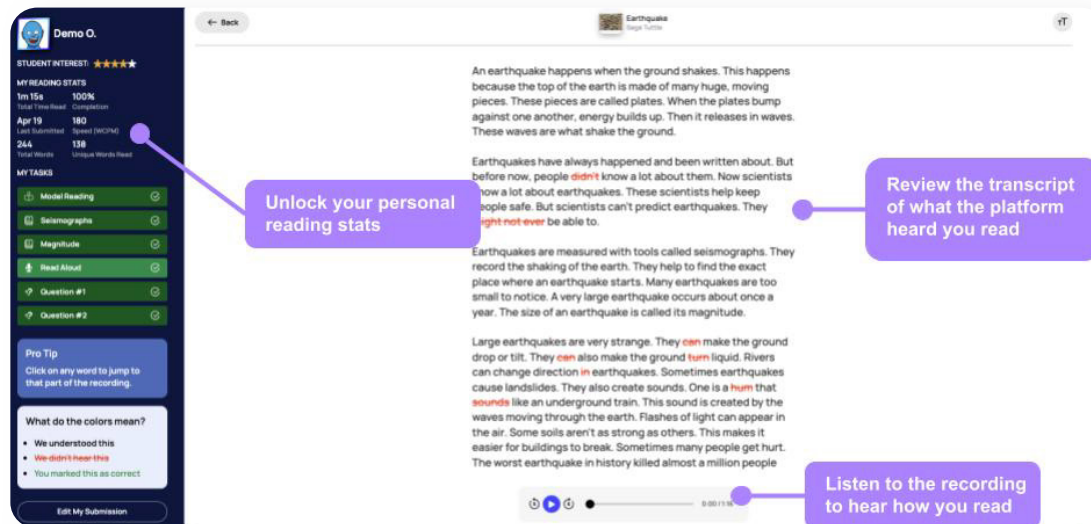 Demo O.
STUDENT INTEREST:
MY READING STATS
1m 15s 100%
Total Time Read Completion
Apr 19 180
Last Submitted Speed (WCPM)
244 138
Total Words Unique Words Read
MY TASKS
Model Reading
Seismographs
Magnitude
Read Aloud
Question #1
Question #2
Pro Tip
Click on any word to jump to
that part of the recording.
What do the colors mean?
We understood this
We didn't hear this
You marked this as correct
Edit My Submission
← Back
Earthquake
Sage Tuttle
TT
An earthquake happens when the ground shakes. This happens
because the top of the earth is made of many huge, moving
pieces. These pieces are called plates. When the plates bump
against one another, energy builds up. Then it releases in waves.
These waves are what shake the ground.
Earthquakes have always happened and been written about. But
before now, people didn't know a lot about them. Now scientists
know a lot about earthquakes. These scientists help keep
people safe. But scientists can't predict earthquakes. They
might not ever be able to.
Earthquakes are measured with tools called seismographs. They
record the shaking of the earth. They help to find the exact
place where an earthquake starts. Many earthquakes are too
small to notice. A very large earthquake occurs about once a
year. The size of an earthquake is called its magnitude.
Large earthquakes are very strange. They can make the ground
drop or tilt. They can also make the ground turn liquid. Rivers
can change direction in earthquakes. Sometimes earthquakes
cause landslides. They also create sounds. One is a hum that
sounds like an underground train. This sound is created by the
waves moving through the earth. Flashes of light can appear in
the air. Some soils aren't as strong as others. This makes it
easier for buildings to break. Sometimes many people get hurt.
The worst earthquake in history killed almost a million people
0:00 / 1:16
Unlock your personal
reading stats
Review the transcript
of what the platform
heard you read
Listen to the recording
to hear how you read